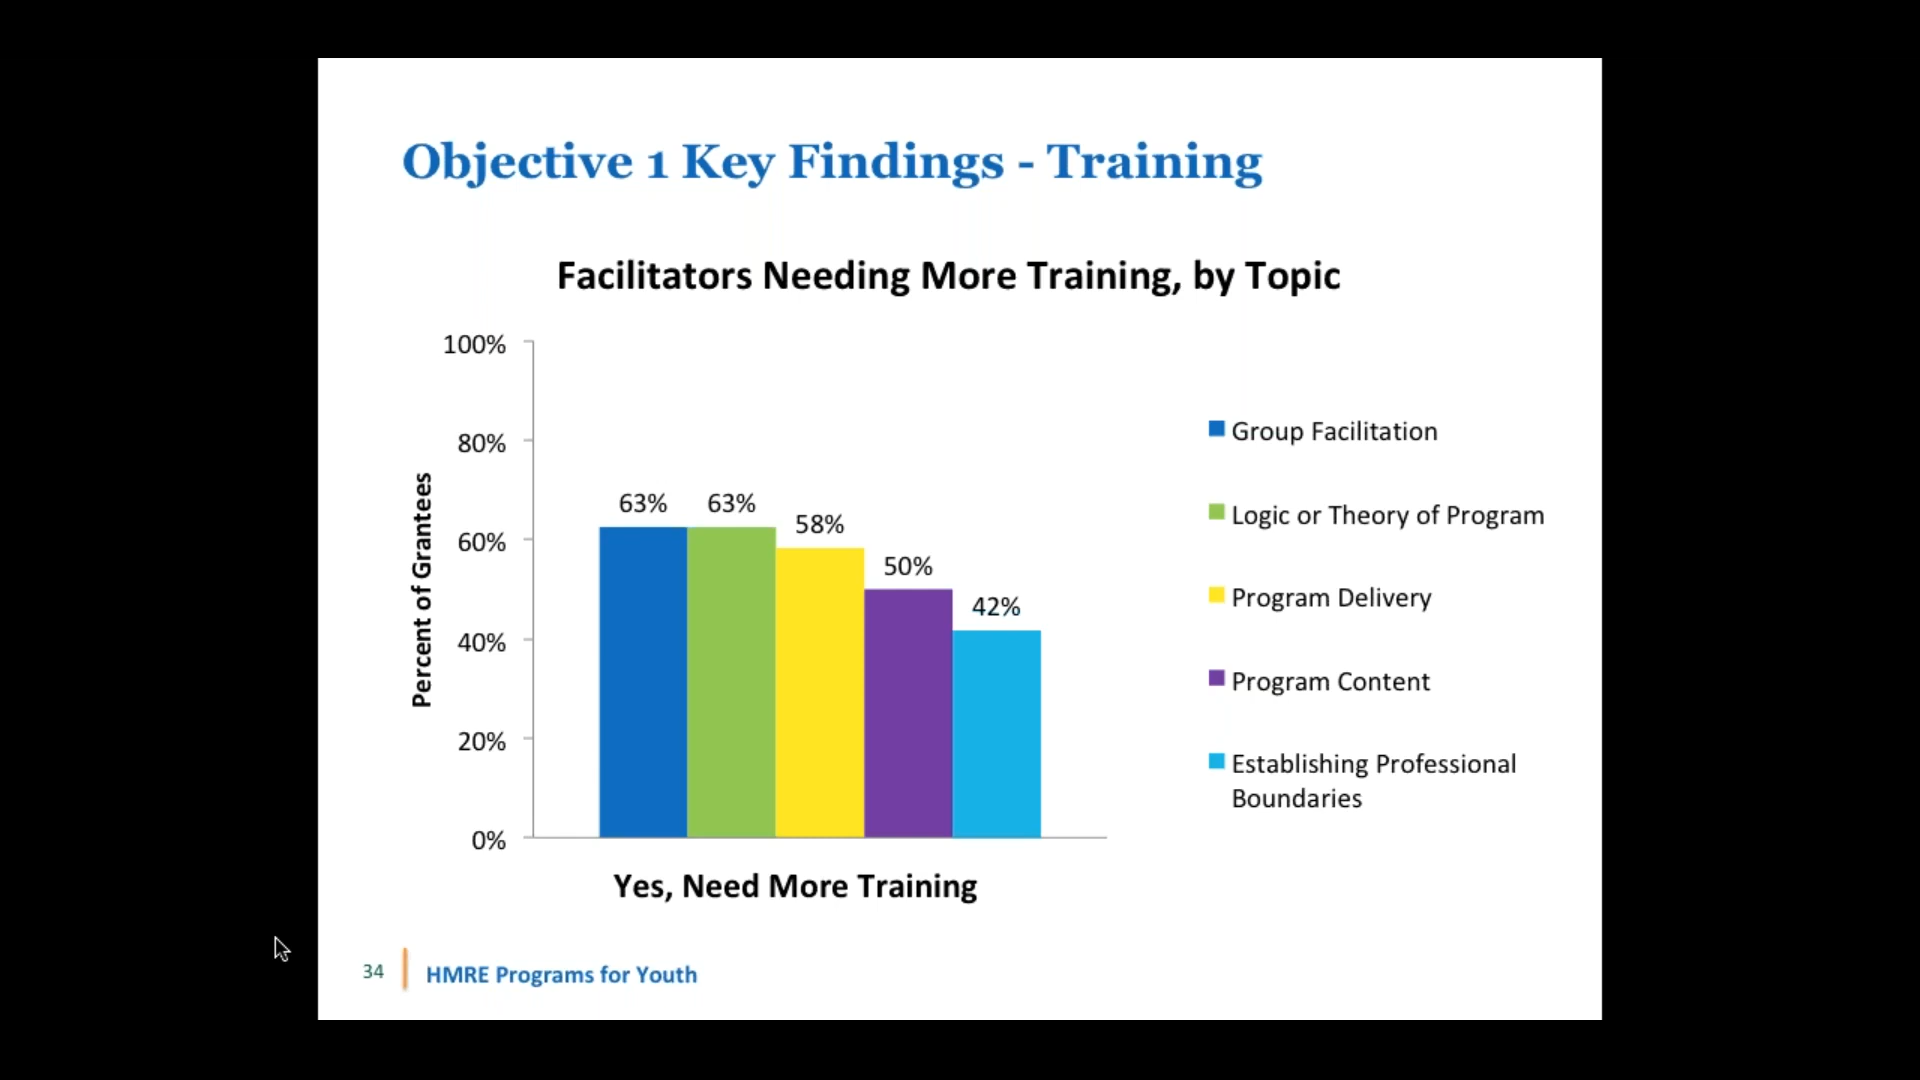 Objective 1 Key Findings - Training
Facilitators Needing More Training, by Topic
Percent of Grantees
100%
80%
60%
40%
20%
0%
63%
63%
58%
50%
42%
Yes, Need More Training
Group Facilitation
Logic or Theory of Program
Program Delivery
Program Content
Establishing Professional
Boundaries
34
HMRE Programs for Youth